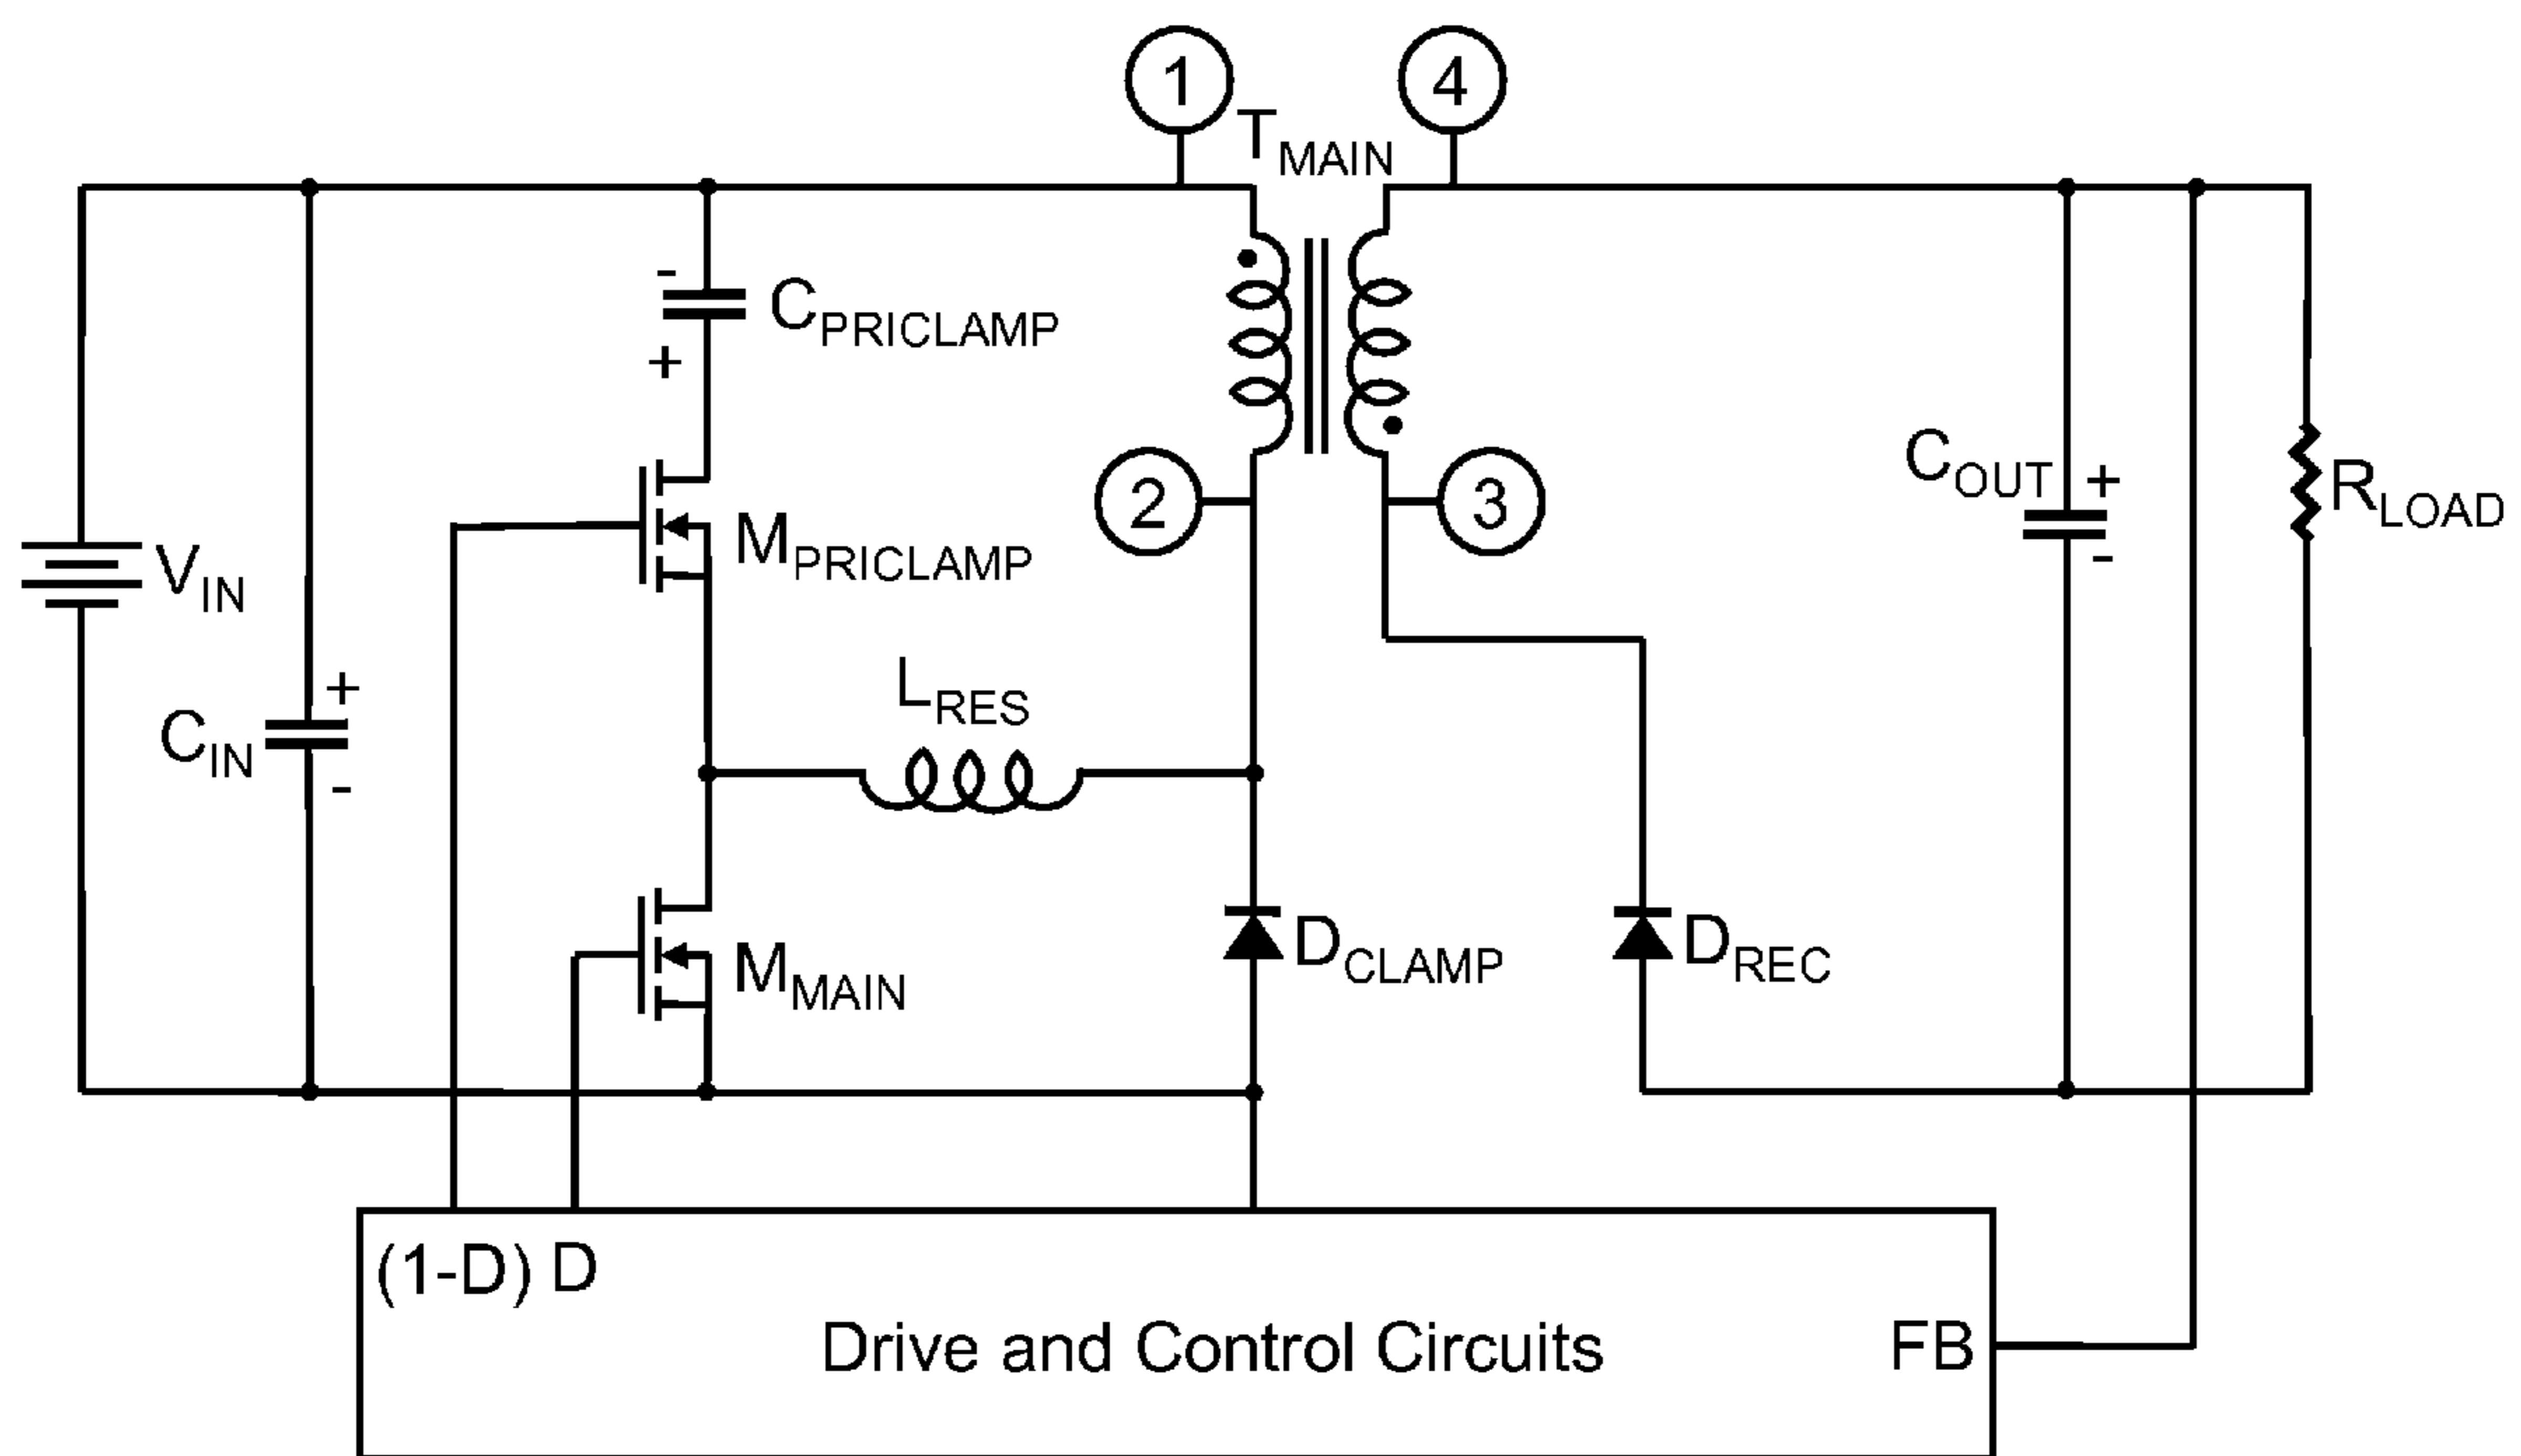 1
4
T_MAIN
-
C_PRICLAMP
+
2
3
C_OUT
+
-
R_LOAD
V_IN
M_PRICLAMP
L_RES
+
C_IN
-
M_MAIN
D_CLAMP
D_REC
(1-D) D
Drive and Control Circuits
FB